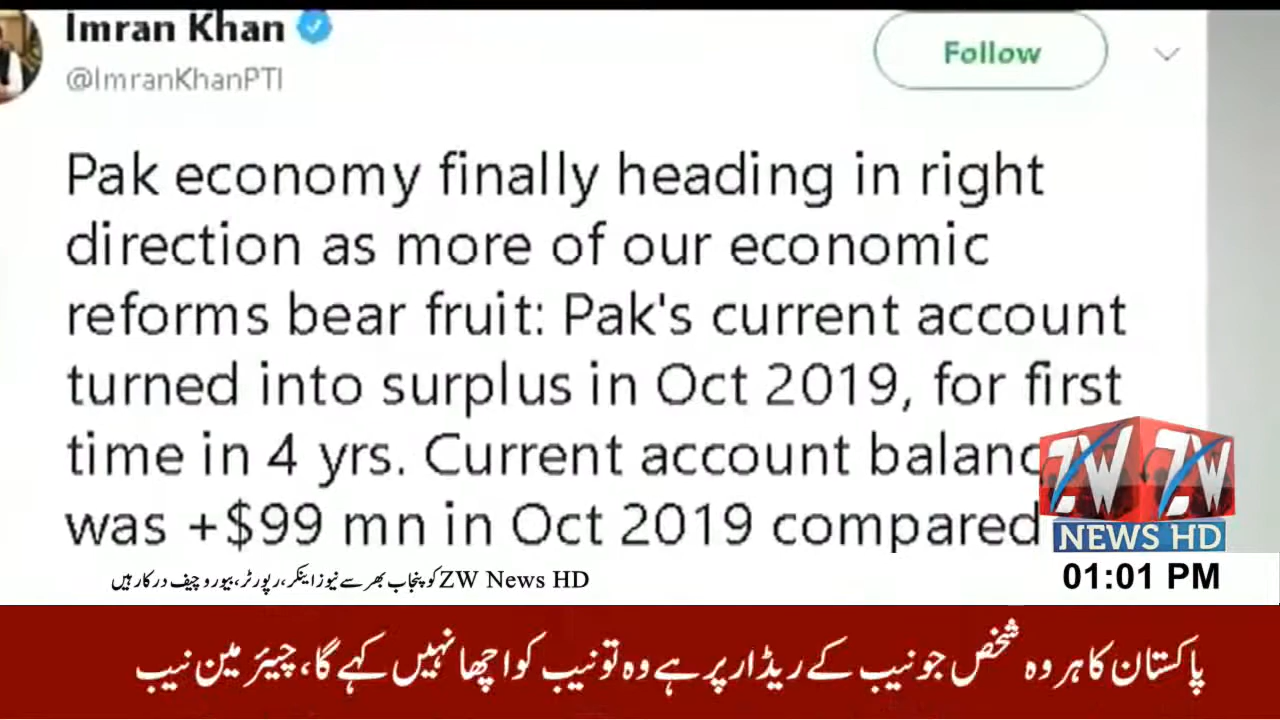 Imran Khan
@ImranKhanPTI
Follow
Pak economy finally heading in right
direction as more of our economic
reforms bear fruit: Pak's current account
turned into surplus in Oct 2019, for first
time in 4 yrs. Current account balanc
was +$99 mn in Oct 2019 compared
ZW ZW
NEWS HD
01:01 PM
ZW News HD کو پنجاب بھر سے نیوز اینکر، رپورٹر، بیورو چیف درکار ہیں
پاکستان کا ہر وہ شخص جو نیب کے ریڈار پر ہے وہ تو نیب کو اچھا نہیں کہے گا، چیئر مین نیب